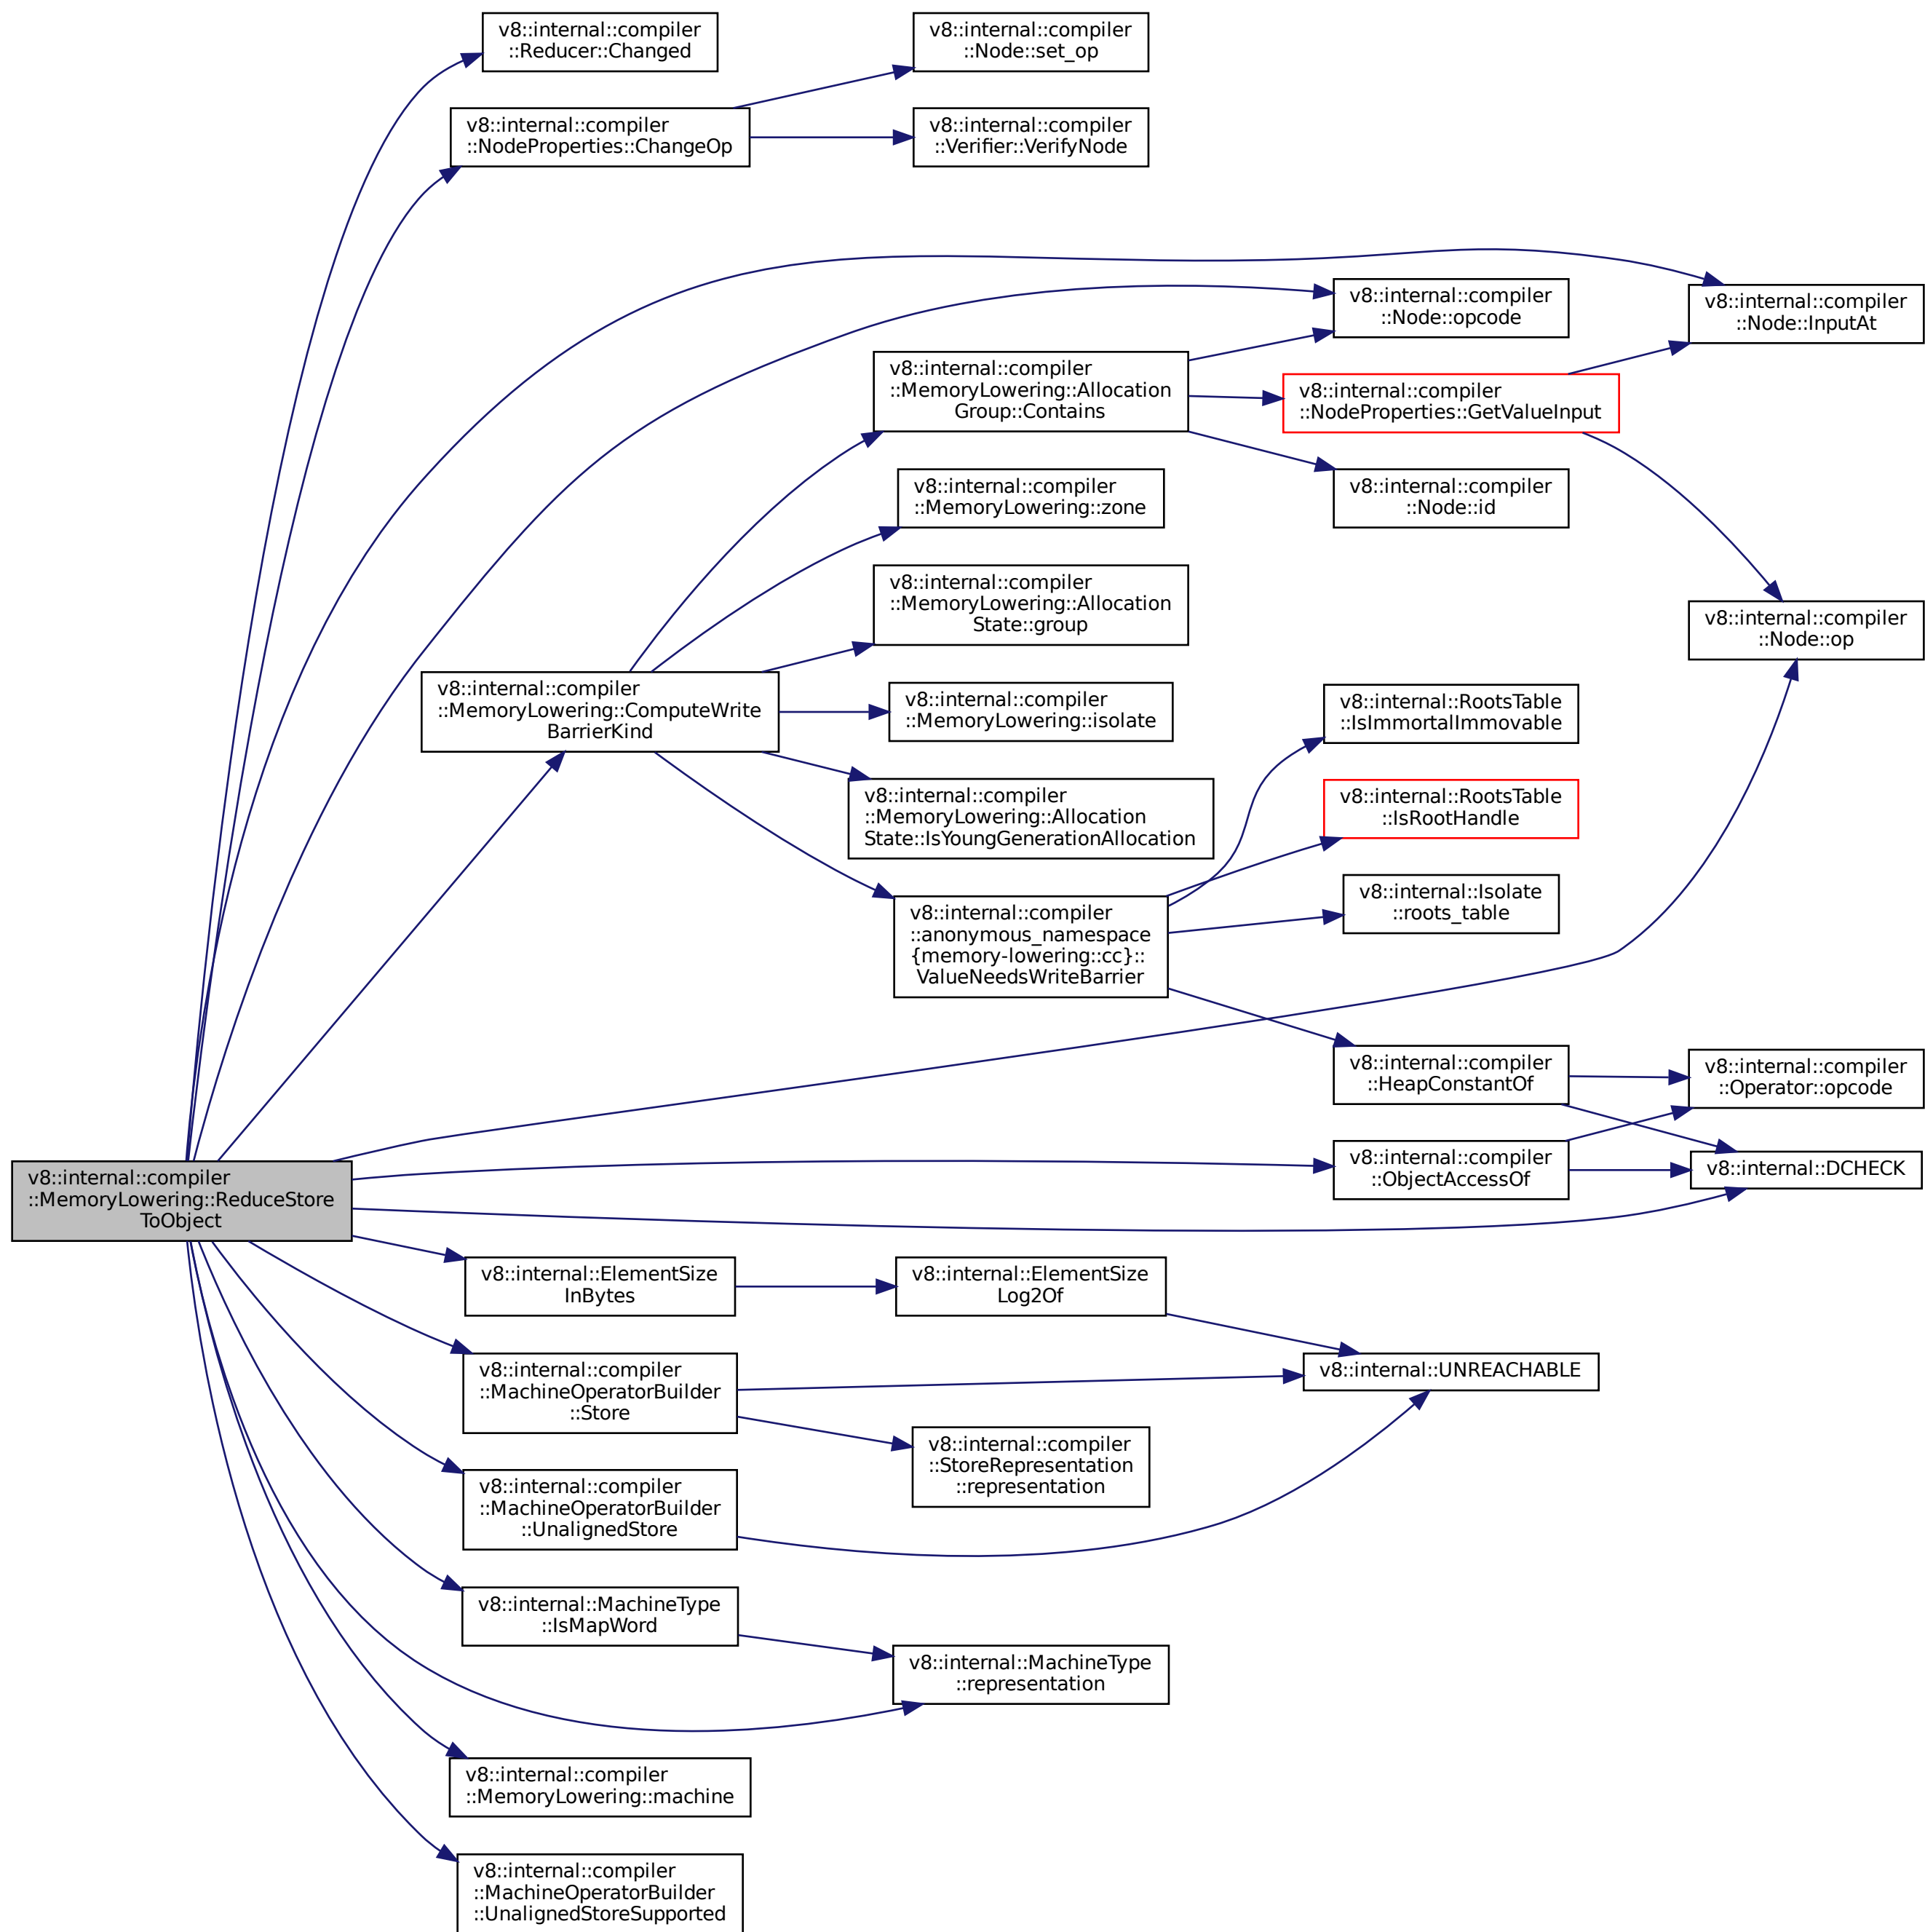 v8::internal::compiler
::Reducer::Changed
v8::internal::compiler
::Node::set_op
v8::internal::compiler
::NodeProperties::ChangeOp
v8::internal::compiler
::Verifier::VerifyNode
v8::internal::compiler
::Node::opcode
v8::internal::compiler
::Node::InputAt
v8::internal::compiler
::MemoryLowering::Allocation
Group::Contains
v8::internal::compiler
::NodeProperties::GetValueInput
v8::internal::compiler
::MemoryLowering::zone
v8::internal::compiler
::Node::id
v8::internal::compiler
::MemoryLowering::Allocation
State::group
v8::internal::compiler
::Node::op
v8::internal::compiler
::MemoryLowering::ComputeWrite
BarrierKind
v8::internal::compiler
::MemoryLowering::isolate
v8::internal::RootsTable
::IsImmortalImmovable
v8::internal::compiler
::MemoryLowering::Allocation
State::IsYoungGenerationAllocation
v8::internal::RootsTable
::IsRootHandle
v8::internal::compiler
::anonymous_namespace
{memory-lowering::cc}::
ValueNeedsWriteBarrier
v8::internal::Isolate
::roots_table
v8::internal::compiler
::HeapConstantOf
v8::internal::compiler
::Operator::opcode
v8::internal::compiler
::MemoryLowering::ReduceStore
ToObject
v8::internal::compiler
::ObjectAccessOf
v8::internal::DCHECK
v8::internal::ElementSize
InBytes
v8::internal::ElementSize
Log2Of
v8::internal::compiler
::MachineOperatorBuilder
::Store
v8::internal::UNREACHABLE
v8::internal::compiler
::StoreRepresentation
::representation
v8::internal::compiler
::MachineOperatorBuilder
::UnalignedStore
v8::internal::MachineType
::IsMapWord
v8::internal::MachineType
::representation
v8::internal::compiler
::MemoryLowering::machine
v8::internal::compiler
::MachineOperatorBuilder
::UnalignedStoreSupported